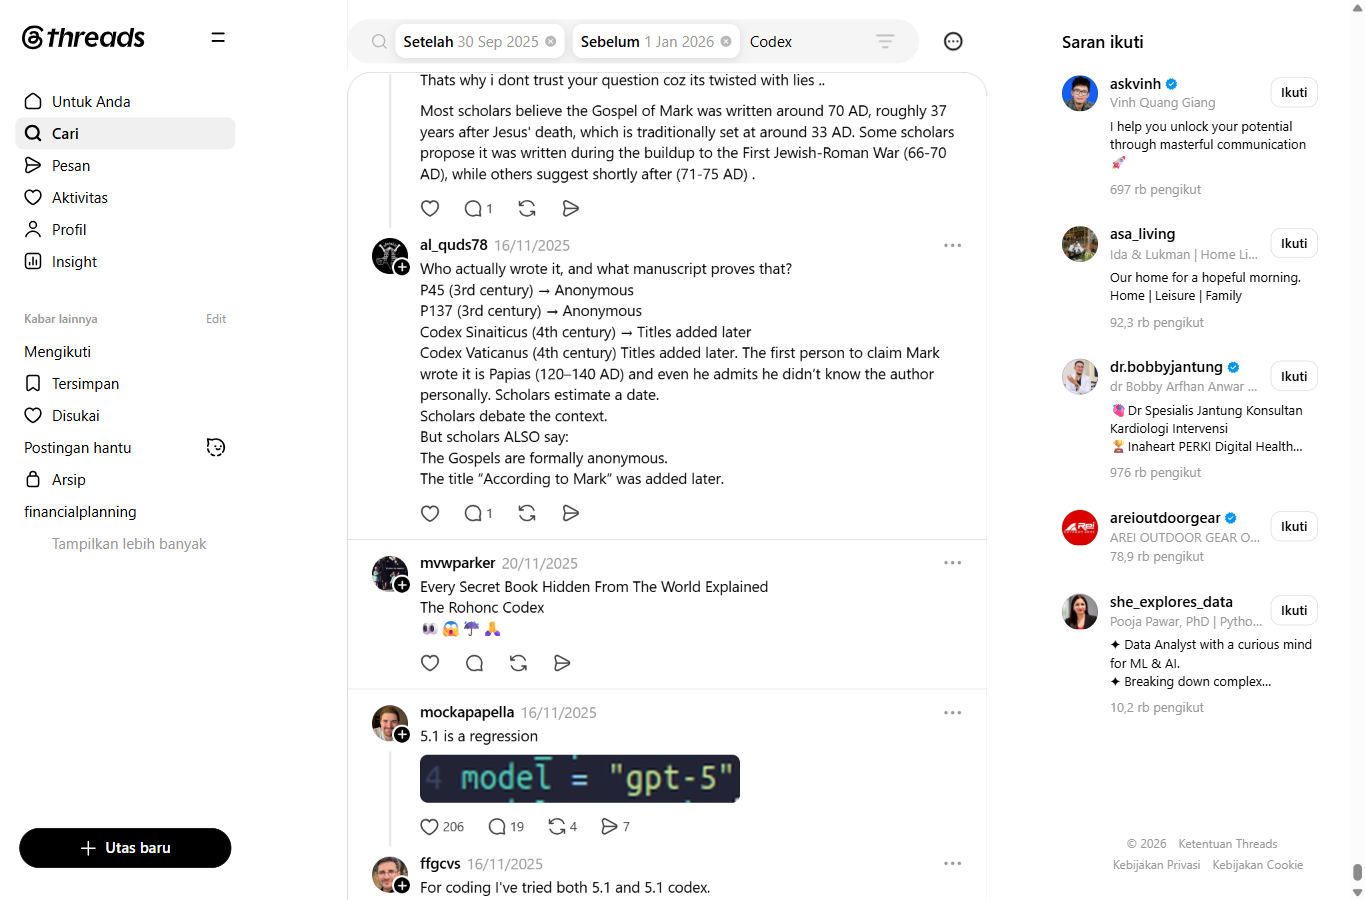 threads
Untuk Anda
Cari
Pesan
Aktivitas
Profil
Insight
Kabar lainnya
Edit
Mengikuti
Tersimpan
Disukai
Postingan hantu
Arsip
financialplanning
Tampilkan lebih banyak
Utas baru
Setelah 30 Sep 2025
Sebelum 1 Jan 2026
Codex
Thats why i dont trust your question coz its twisted with lies ..
Most scholars believe the Gospel of Mark was written around 70 AD, roughly 37
years after Jesus' death, which is traditionally set at around 33 AD. Some scholars
propose it was written during the buildup to the First Jewish-Roman War (66-70
AD), while others suggest shortly after (71-75 AD) .
1
al_quds78 16/11/2025
Who actually wrote it, and what manuscript proves that?
P45 (3rd century) → Anonymous
P137 (3rd century) → Anonymous
Codex Sinaiticus (4th century) → Titles added later
Codex Vaticanus (4th century) Titles added later. The first person to claim Mark
wrote it is Papias (120–140 AD) and even he admits he didn’t know the author
personally. Scholars estimate a date.
Scholars debate the context.
But scholars ALSO say:
The Gospels are formally anonymous.
The title “According to Mark” was added later.
1
mvwparker 20/11/2025
Every Secret Book Hidden From The World Explained
The Rohonc Codex
👀😱☔🙏
mockapapella 16/11/2025
5.1 is a regression
4 model = "gpt-5"
206 19 4 7
ffgcvs 16/11/2025
For coding I've tried both 5.1 and 5.1 codex.
Saran ikuti
askvinh
Ikuti
Vinh Quang Giang
I help you unlock your potential
through masterful communication
🚀
697 rb pengikut
asa_living
Ikuti
Ida & Lukman | Home Li...
Our home for a hopeful morning.
Home | Leisure | Family
92,3 rb pengikut
dr.bobbyjantung
Ikuti
dr Bobby Arfhan Anwar ...
🫀Dr Spesialis Jantung Konsultan
Kardiologi Intervensi
🏆Inaheart PERKI Digital Health...
976 rb pengikut
areioutdoorgear
Ikuti
AREI OUTDOOR GEAR O...
78,9 rb pengikut
she_explores_data
Ikuti
Pooja Pawar, PhD | Pytho...
✦ Data Analyst with a curious mind
for ML & AI.
✦ Breaking down complex...
10,2 rb pengikut
© 2026 Ketentuan Threads
Kebijakan Privasi Kebijakan Cookie